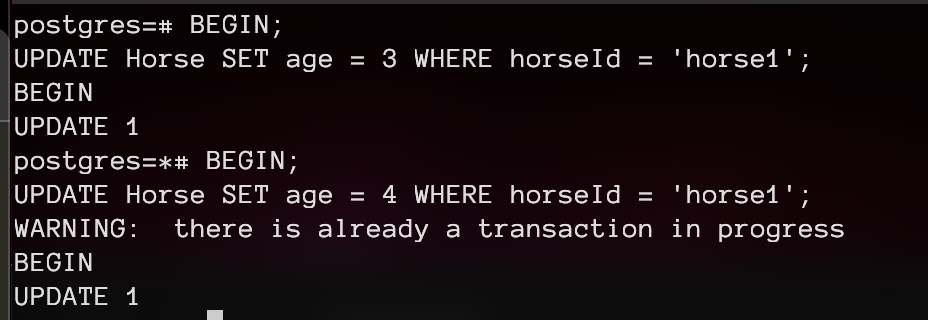 postgres=# BEGIN;
UPDATE Horse SET age = 3 WHERE horseId = 'horse1';
BEGIN
UPDATE 1
postgres=*# BEGIN;
UPDATE Horse SET age = 4 WHERE horseId = 'horse1';
WARNING:  there is already a transaction in progress
BEGIN
UPDATE 1